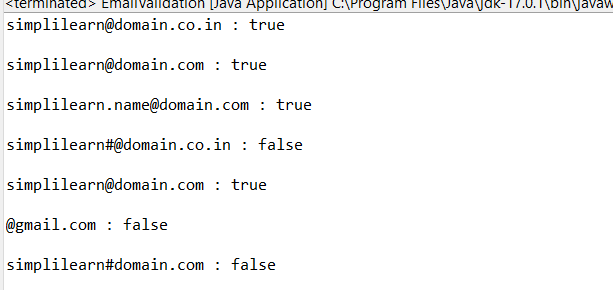 <terminated> EmailValidation [Java Application] C:\Program Files\Java\jdk-17.0.1\bin\javaw
simplilearn@domain.co.in : true
simplilearn@domain.com : true
simplilearn.name@domain.com : true
simplilearn#@domain.co.in : false
simplilearn@domain.com : true
@gmail.com : false
simplilearn#domain.com : false